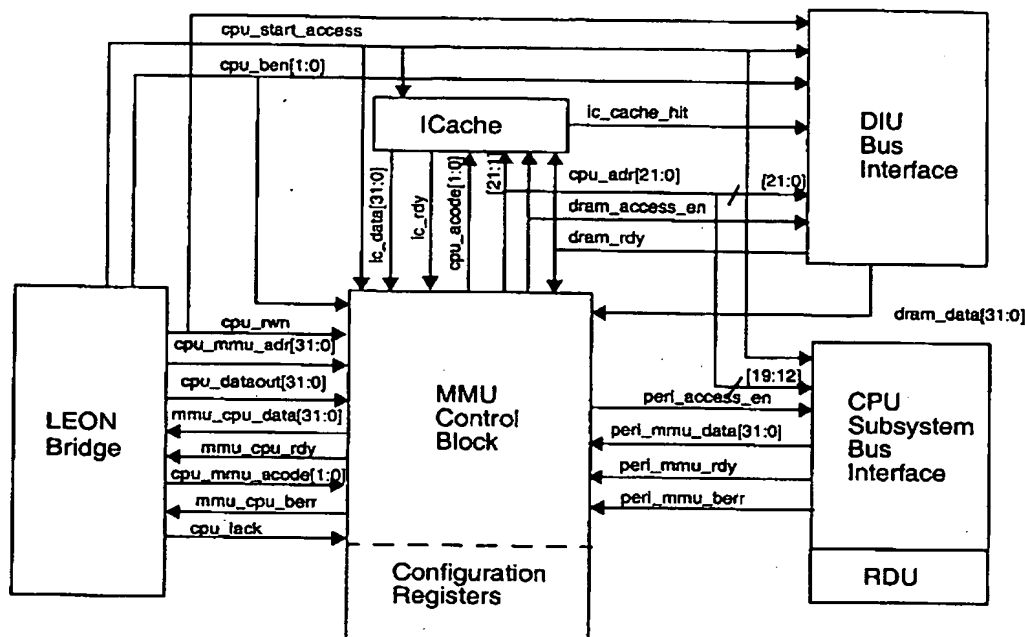 cpu_start_access
cpu_ben[1:0]
ICache
ic_cache_hit
DIU
Bus
Interface
ic_data[31:0]
ic_rdy
cpu_acode[1:0]
[21:1]
cpu_adr[21:0]
[21:0]
dram_access_en
dram_rdy
dram_data[31:0]
LEON
Bridge
cpu_rwn
cpu_mmu_adr[31:0]
cpu_dataout[31:0]
mmu_cpu_data[31:0]
mmu_cpu_rdy
cpu_mmu_acode[1:0]
mmu_cpu_berr
cpu_iack
MMU
Control
Block
Configuration
Registers
[19:12]
peri_access_en
peri_mmu_data[31:0]
peri_mmu_rdy
peri_mmu_berr
CPU
Subsystem
Bus
Interface
RDU